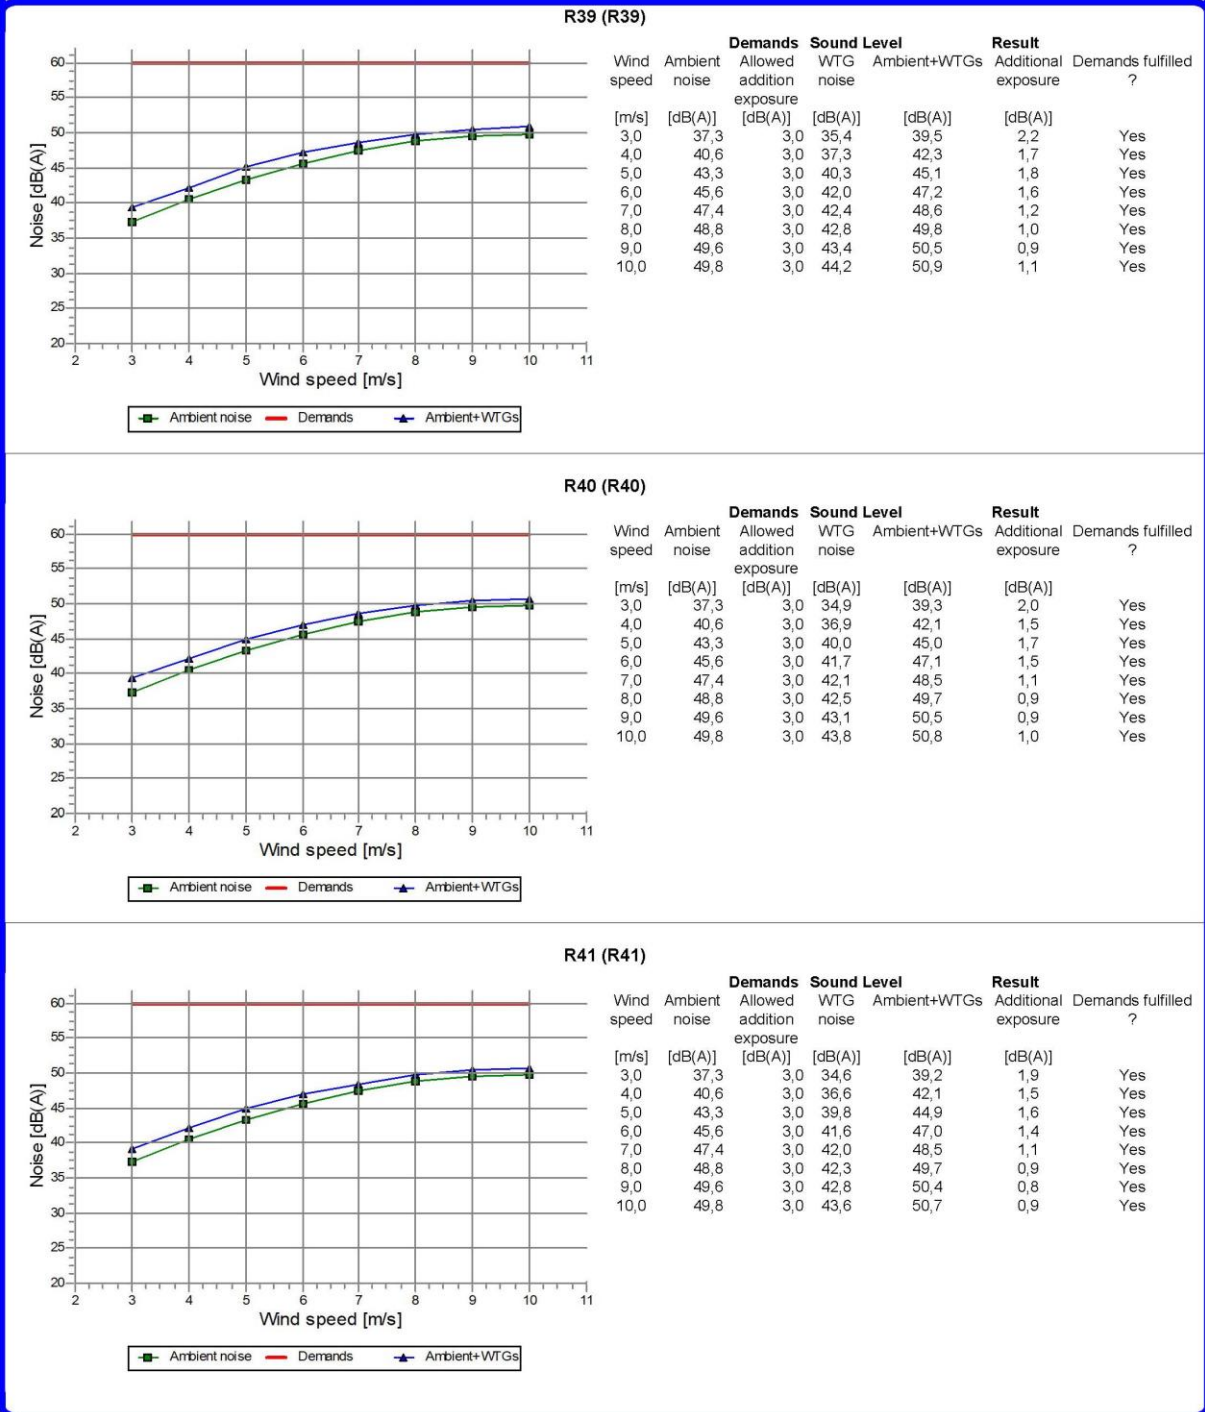 R39 (R39)
60
55
50
45
40
35
30
25
20
2 3 4 5 6 7 8 9 10 11
Noise [dB(A)]
Wind speed [m/s]
Ambient noise Demands Ambient+WTGs
Demands Sound Level Result
Wind Ambient Allowed WTG Ambient+WTGs Additional Demands fulfilled
speed noise addition noise exposure ?
exposure
[m/s] [dB(A)] [dB(A)] [dB(A)] [dB(A)] [dB(A)]
3,0 37,3 3,0 35,4 39,5 2,2 Yes
4,0 40,6 3,0 37,3 42,3 1,7 Yes
5,0 43,3 3,0 40,3 45,1 1,8 Yes
6,0 45,6 3,0 42,0 47,2 1,6 Yes
7,0 47,4 3,0 42,4 48,6 1,2 Yes
8,0 48,8 3,0 42,8 49,8 1,0 Yes
9,0 49,6 3,0 43,4 50,5 0,9 Yes
10,0 49,8 3,0 44,2 50,9 1,1 Yes
R40 (R40)
60
55
50
45
40
35
30
25
20
2 3 4 5 6 7 8 9 10 11
Noise [dB(A)]
Wind speed [m/s]
Ambient noise Demands Ambient+WTGs
Demands Sound Level Result
Wind Ambient Allowed WTG Ambient+WTGs Additional Demands fulfilled
speed noise addition noise exposure ?
exposure
[m/s] [dB(A)] [dB(A)] [dB(A)] [dB(A)] [dB(A)]
3,0 37,3 3,0 34,9 39,3 2,0 Yes
4,0 40,6 3,0 36,9 42,1 1,5 Yes
5,0 43,3 3,0 40,0 45,0 1,7 Yes
6,0 45,6 3,0 41,7 47,1 1,5 Yes
7,0 47,4 3,0 42,1 48,5 1,1 Yes
8,0 48,8 3,0 42,5 49,7 0,9 Yes
9,0 49,6 3,0 43,1 50,5 0,9 Yes
10,0 49,8 3,0 43,8 50,8 1,0 Yes
R41 (R41)
60
55
50
45
40
35
30
25
20
2 3 4 5 6 7 8 9 10 11
Noise [dB(A)]
Wind speed [m/s]
Ambient noise Demands Ambient+WTGs
Demands Sound Level Result
Wind Ambient Allowed WTG Ambient+WTGs Additional Demands fulfilled
speed noise addition noise exposure ?
exposure
[m/s] [dB(A)] [dB(A)] [dB(A)] [dB(A)] [dB(A)]
3,0 37,3 3,0 34,6 39,2 1,9 Yes
4,0 40,6 3,0 36,6 42,1 1,5 Yes
5,0 43,3 3,0 39,8 44,9 1,6 Yes
6,0 45,6 3,0 41,6 47,0 1,4 Yes
7,0 47,4 3,0 42,0 48,5 1,1 Yes
8,0 48,8 3,0 42,3 49,7 0,9 Yes
9,0 49,6 3,0 42,8 50,4 0,8 Yes
10,0 49,8 3,0 43,6 50,7 0,9 Yes